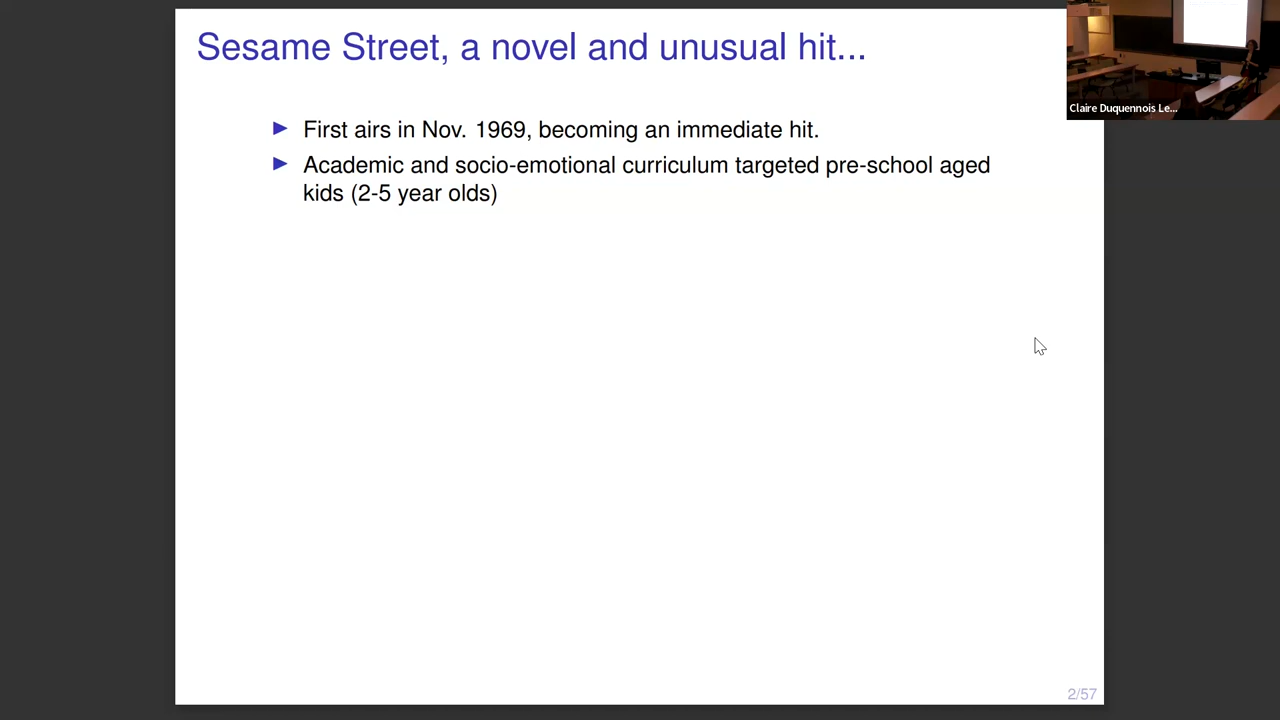 Sesame Street, a novel and unusual hit...
Claire Duquennois Le...
▶ First airs in Nov. 1969, becoming an immediate hit.
▶ Academic and socio-emotional curriculum targeted pre-school aged
kids (2-5 year olds)
2/57